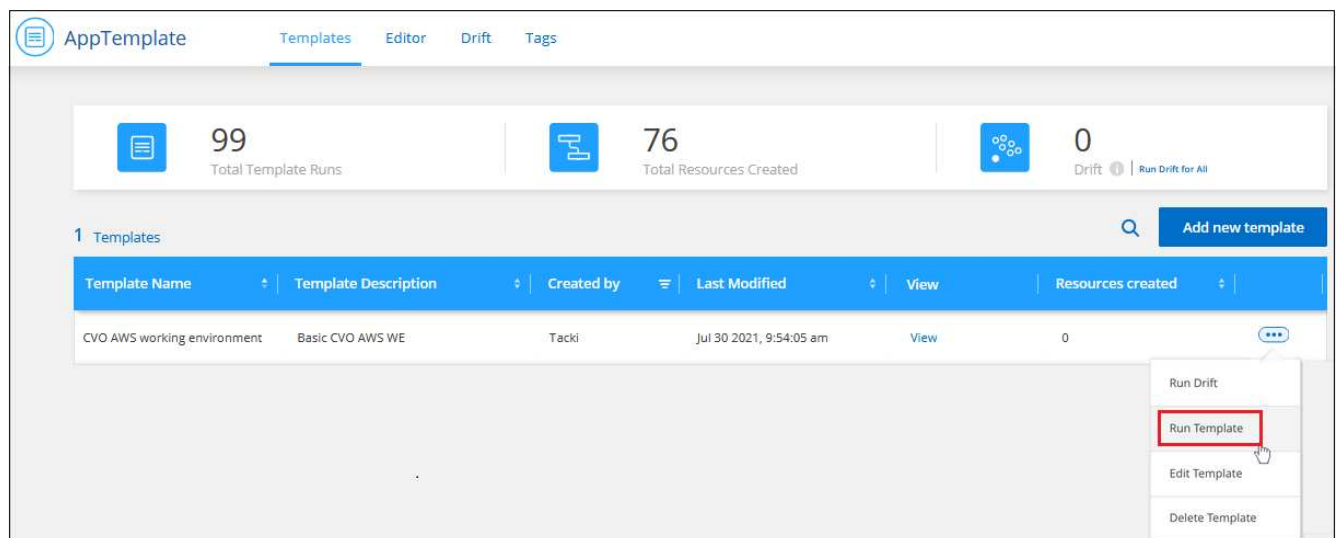 AppTemplate Templates Editor Drift Tags
99 76 0
Total Template Runs Total Resources Created Drift Run Drift for All
1 Templates Add new template
Template Name Template Description Created by Last Modified View Resources created
CVO AWS working environment Basic CVO AWS WE Tacki Jul 30 2021, 9:54:05 am View 0
Run Drift
Run Template
Edit Template
Delete Template